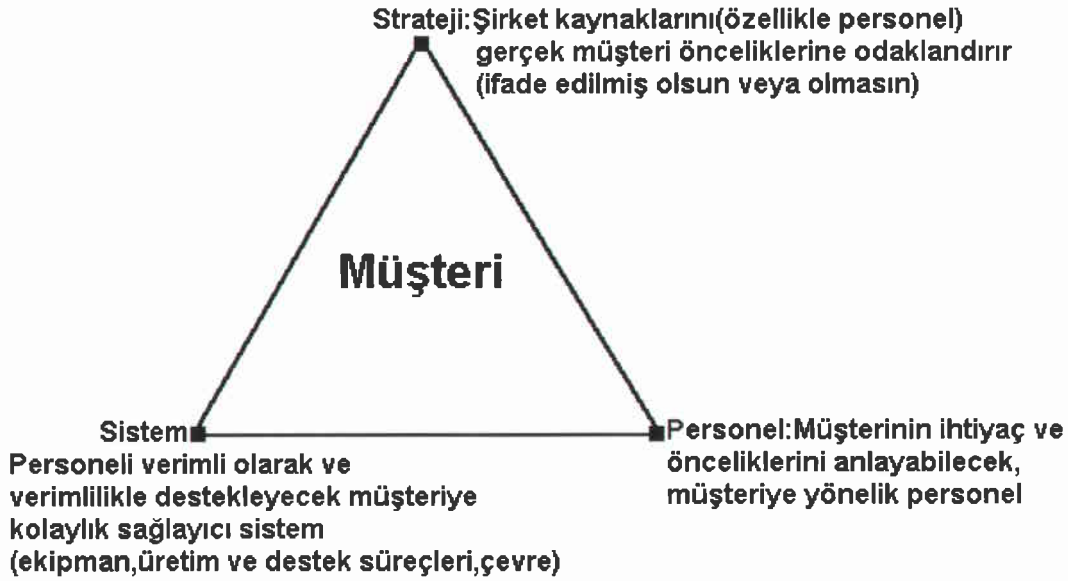 Strateji:Şirket kaynaklarını(özellikle personel)
gerçek müşteri önceliklerine odaklandırır
(ifade edilmiş olsun veya olmasın)
Müşteri
Sistem
Personeli verimli olarak ve
verimlilikle destekleyecek müşteriye
kolaylık sağlayıcı sistem
(ekipman,üretim ve destek süreçleri,çevre)
Personel:Müşterinin ihtiyaç ve
önceliklerini anlayabilecek,
müşteriye yönelik personel